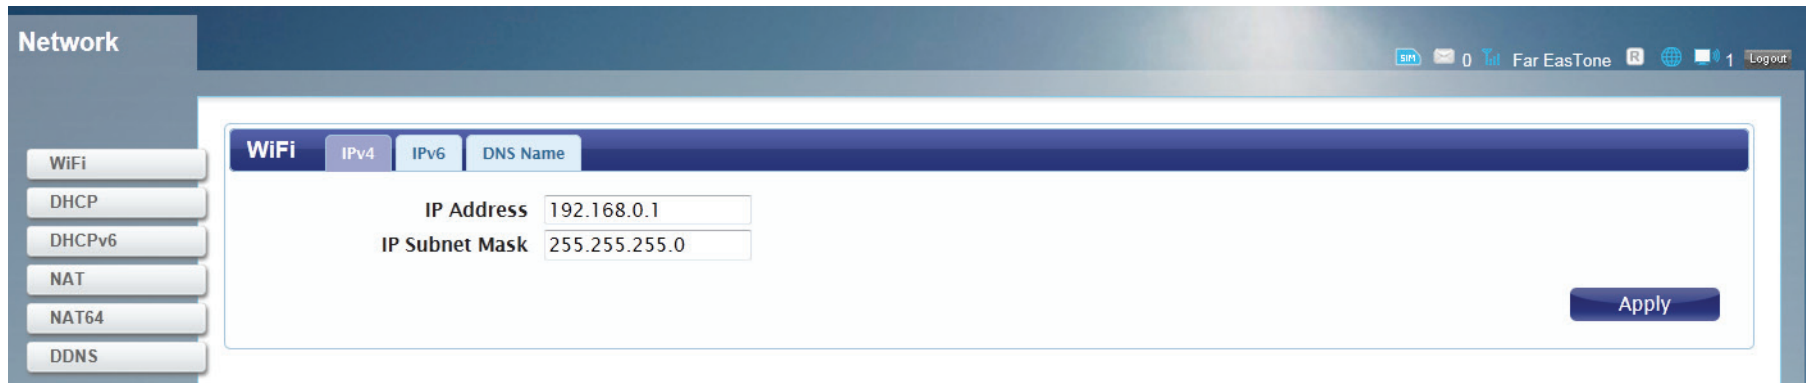 Network
SIM 0 Far EasTone R 1 Logout
WiFi IPv4 IPv6 DNS Name
WiFi
DHCP
DHCPv6
NAT
NAT64
DDNS
IP Address 192.168.0.1
IP Subnet Mask 255.255.255.0
Apply